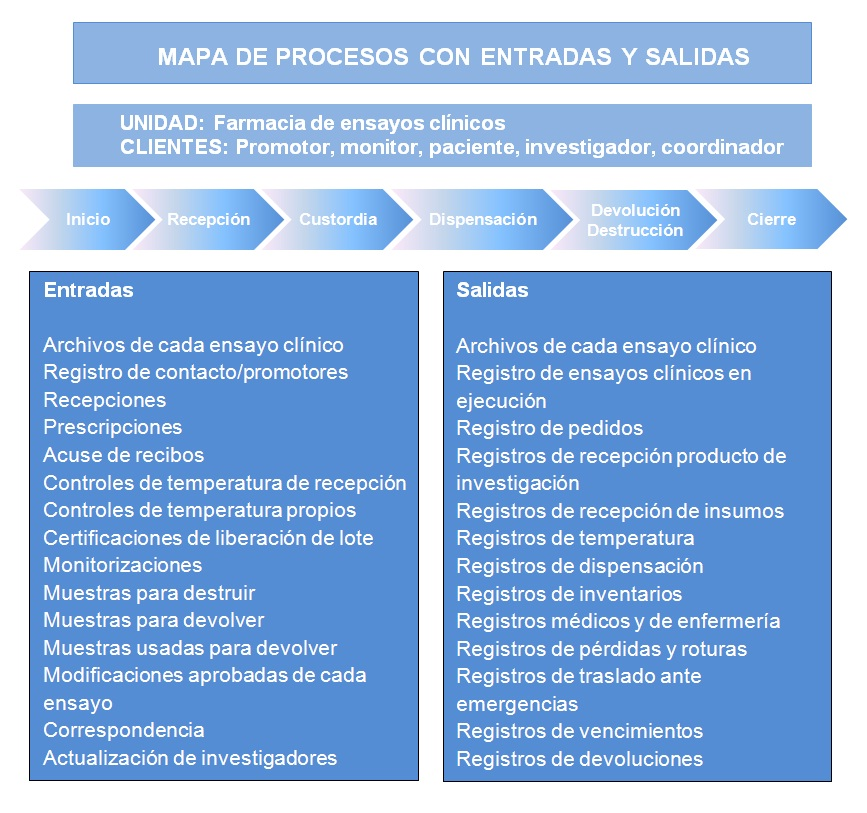 MAPA DE PROCESOS CON ENTRADAS Y SALIDAS
UNIDAD: Farmacia de ensayos clínicos
CLIENTES: Promotor, monitor, paciente, investigador, coordinador
Inicio
Recepción
Custordia
Dispensación
Devolución
Destrucción
Cierre
Entradas
Archivos de cada ensayo clínico
Registro de contacto/promotores
Recepciones
Prescripciones
Acuse de recibos
Controles de temperatura de recepción
Controles de temperatura propios
Certificaciones de liberación de lote
Monitorizaciones
Muestras para destruir
Muestras para devolver
Muestras usadas para devolver
Modificaciones aprobadas de cada
ensayo
Correspondencia
Actualización de investigadores
Salidas
Archivos de cada ensayo clínico
Registro de ensayos clínicos en
ejecución
Registro de pedidos
Registros de recepción producto de
investigación
Registros de recepción de insumos
Registros de temperatura
Registros de dispensación
Registros de inventarios
Registros médicos y de enfermería
Registros de pérdidas y roturas
Registros de traslado ante
emergencias
Registros de vencimientos
Registros de devoluciones